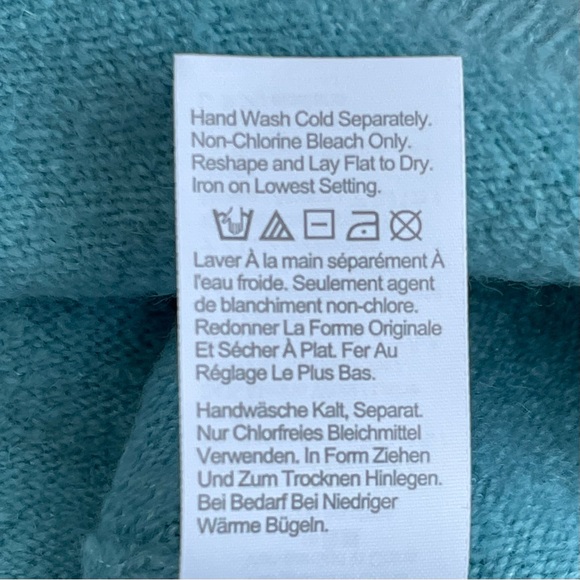 Hand Wash Cold Separately.
Non-Chlorine Bleach Only.
Reshape and Lay Flat to Dry.
Iron on Lowest Setting.
Laver À la main séparément À
l'eau froide. Seulement agent
de blanchiment non-chlore.
Redonner La Forme Originale
Et Sécher À Plat. Fer Au
Réglage Le Plus Bas.
Handwäsche Kalt, Separat.
Nur Chlorfreies Bleichmittel
Verwenden. In Form Ziehen
Und Zum Trocknen Hinlegen.
Bei Bedarf Bei Niedriger
Wärme Bügeln.